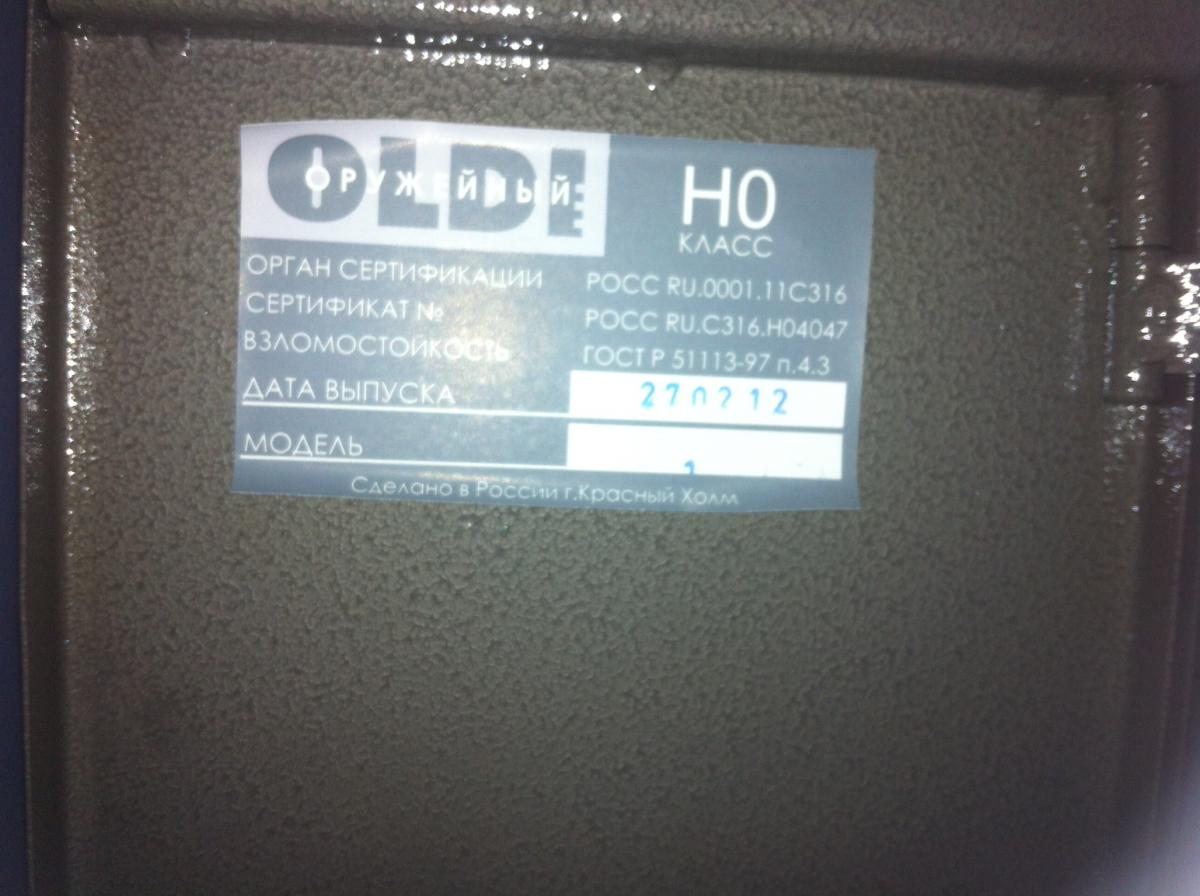 OLDI
ОРУЖЕЙНЫЙ
Н0
КЛАСС
ОРГАН СЕРТИФИКАЦИИ РОСС RU.0001.11С316
СЕРТИФИКАТ № РОСС RU.С316.Н04047
ВЗЛОМОСТОЙКОСТЬ ГОСТ Р 51113-97 п.4.3
ДАТА ВЫПУСКА 270212
МОДЕЛЬ
Сделано в России г.Красный Холм